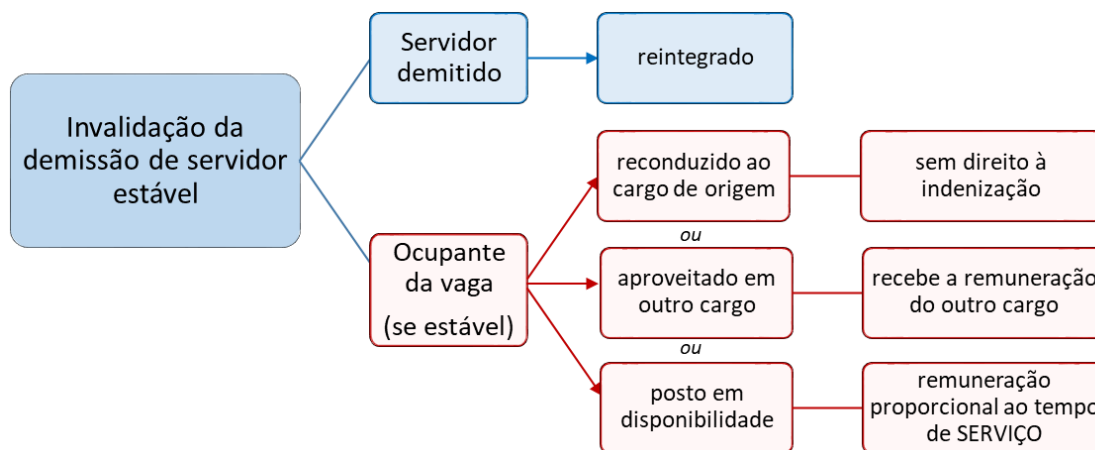 Invalidação da
demissão de servidor
estável
Servidor
demitido
reintegrado
Ocupante
da vaga
(se estável)
reconduzido ao
cargo de origem
sem direito à
indenização
ou
aproveitado em
outro cargo
recebe a remuneração
do outro cargo
ou
posto em
disponibilidade
remuneração
proporcional ao tempo
de SERVIÇO